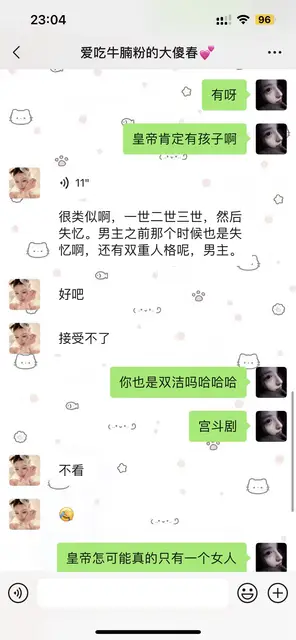 23:04
96
爱吃牛腩粉的大傻春💕
有呀
皇帝肯定有孩子啊
11"
很类似啊，一世二世三世，然后
失忆。男主之前那个时候也是失
忆啊，还有双重人格呢，男主。
好吧
接受不了
你也是双洁吗哈哈哈
宫斗剧
不看
皇帝怎可能真的只有一个女人